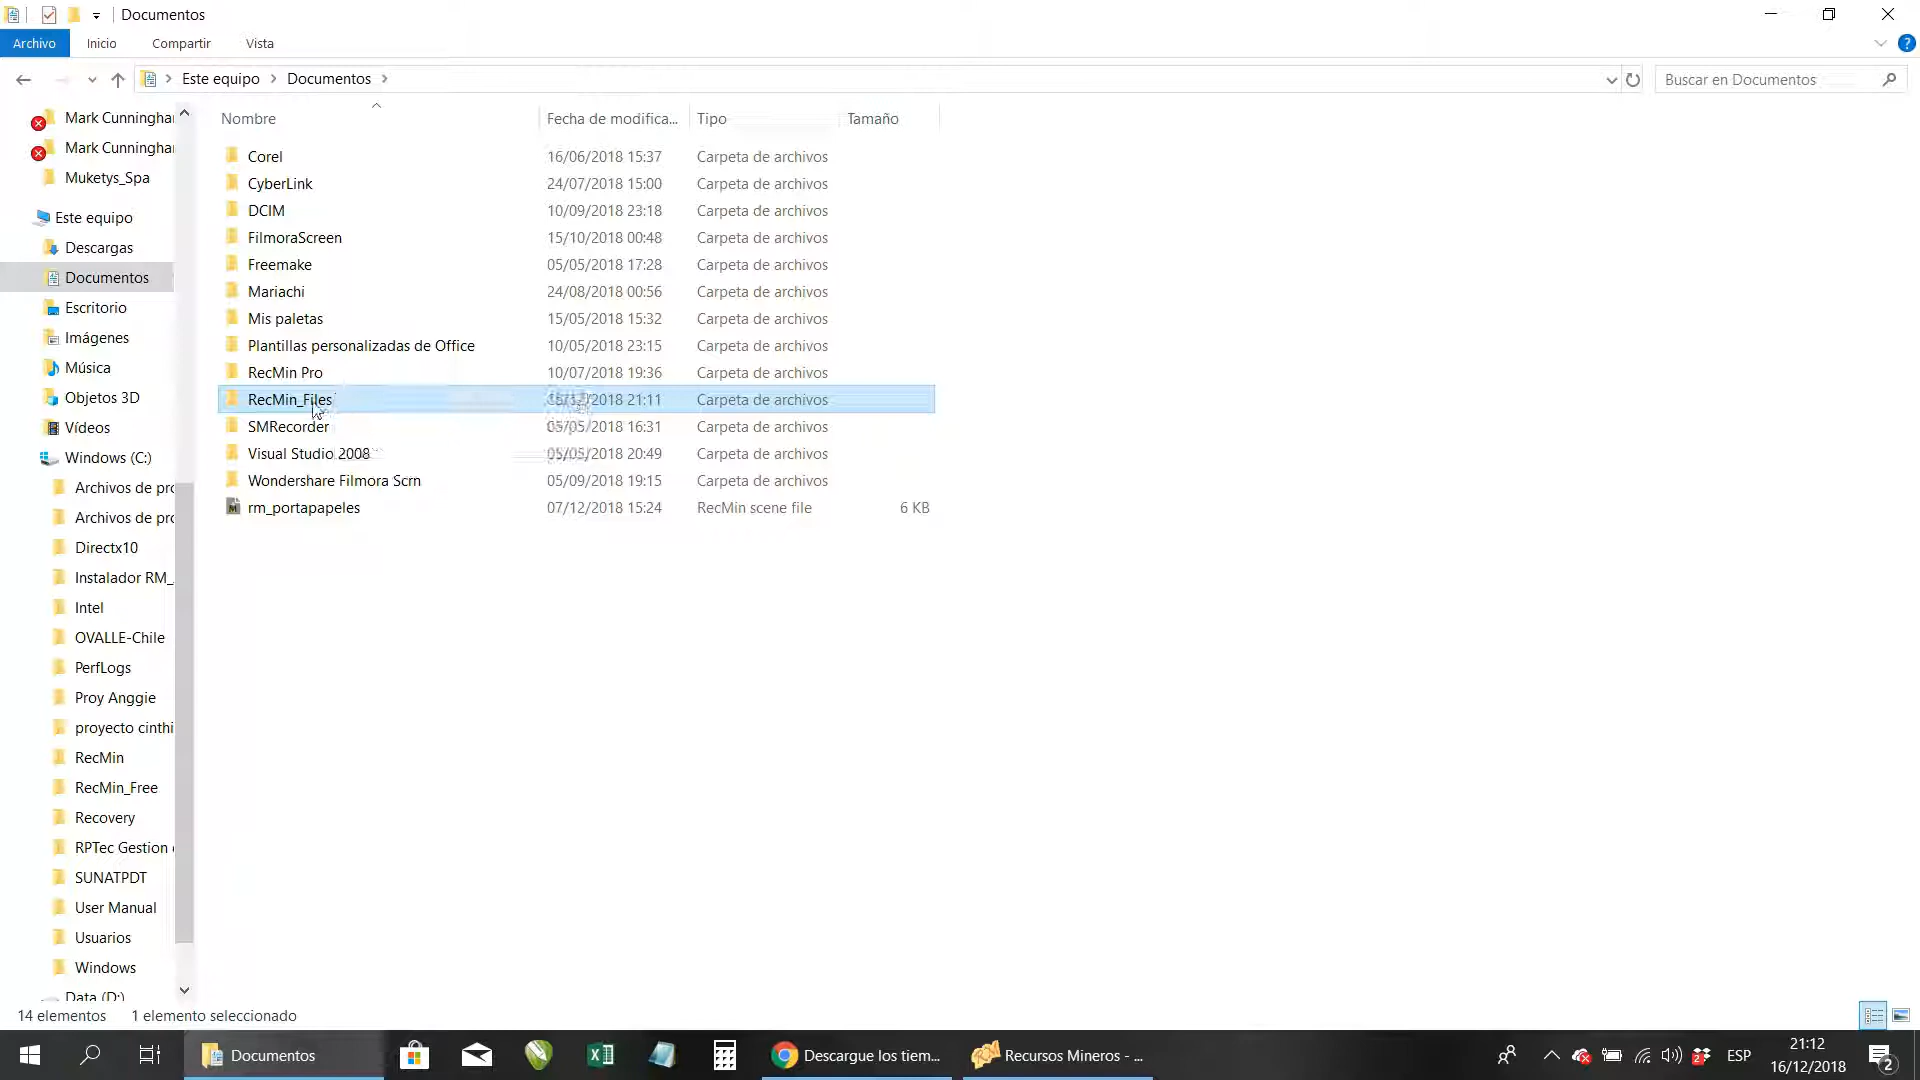 Documentos
Archivo Inicio Compartir Vista
Este equipo Documentos Buscar en Documentos
Nombre Fecha de modifica... Tipo Tamaño
Mark Cunningha
Mark Cunningha
Muketys_Spa
Este equipo
Descargas
Documentos
Escritorio
Imágenes
Música
Objetos 3D
Vídeos
Windows (C:)
Archivos de pro
Archivos de pro
Directx10
Instalador RM_
Intel
OVALLE-Chile
PerfLogs
Proy Anggie
proyecto cinthi
RecMin
RecMin_Free
Recovery
RPTec Gestion
SUNATPDT
User Manual
Usuarios
Windows
Data (D:)
Corel 16/06/2018 15:37 Carpeta de archivos
CyberLink 24/07/2018 15:00 Carpeta de archivos
DCIM 10/09/2018 23:18 Carpeta de archivos
FilmoraScreen 15/10/2018 00:48 Carpeta de archivos
Freemake 05/05/2018 17:28 Carpeta de archivos
Mariachi 24/08/2018 00:56 Carpeta de archivos
Mis paletas 15/05/2018 15:32 Carpeta de archivos
Plantillas personalizadas de Office 10/05/2018 23:15 Carpeta de archivos
RecMin Pro 10/07/2018 19:36 Carpeta de archivos
RecMin_Files 21:11 Carpeta de archivos
SMRecorder 05/05/2018 16:31 Carpeta de archivos
Visual Studio 2008 05/05/2018 20:49 Carpeta de archivos
Wondershare Filmora Scrn 05/09/2018 19:15 Carpeta de archivos
rm_portapapeles 07/12/2018 15:24 RecMin scene file 6 KB
14 elementos 1 elemento seleccionado
Documentos Descargue los tiem... Recursos Mineros - ... ESP 21:12
16/12/2018
2